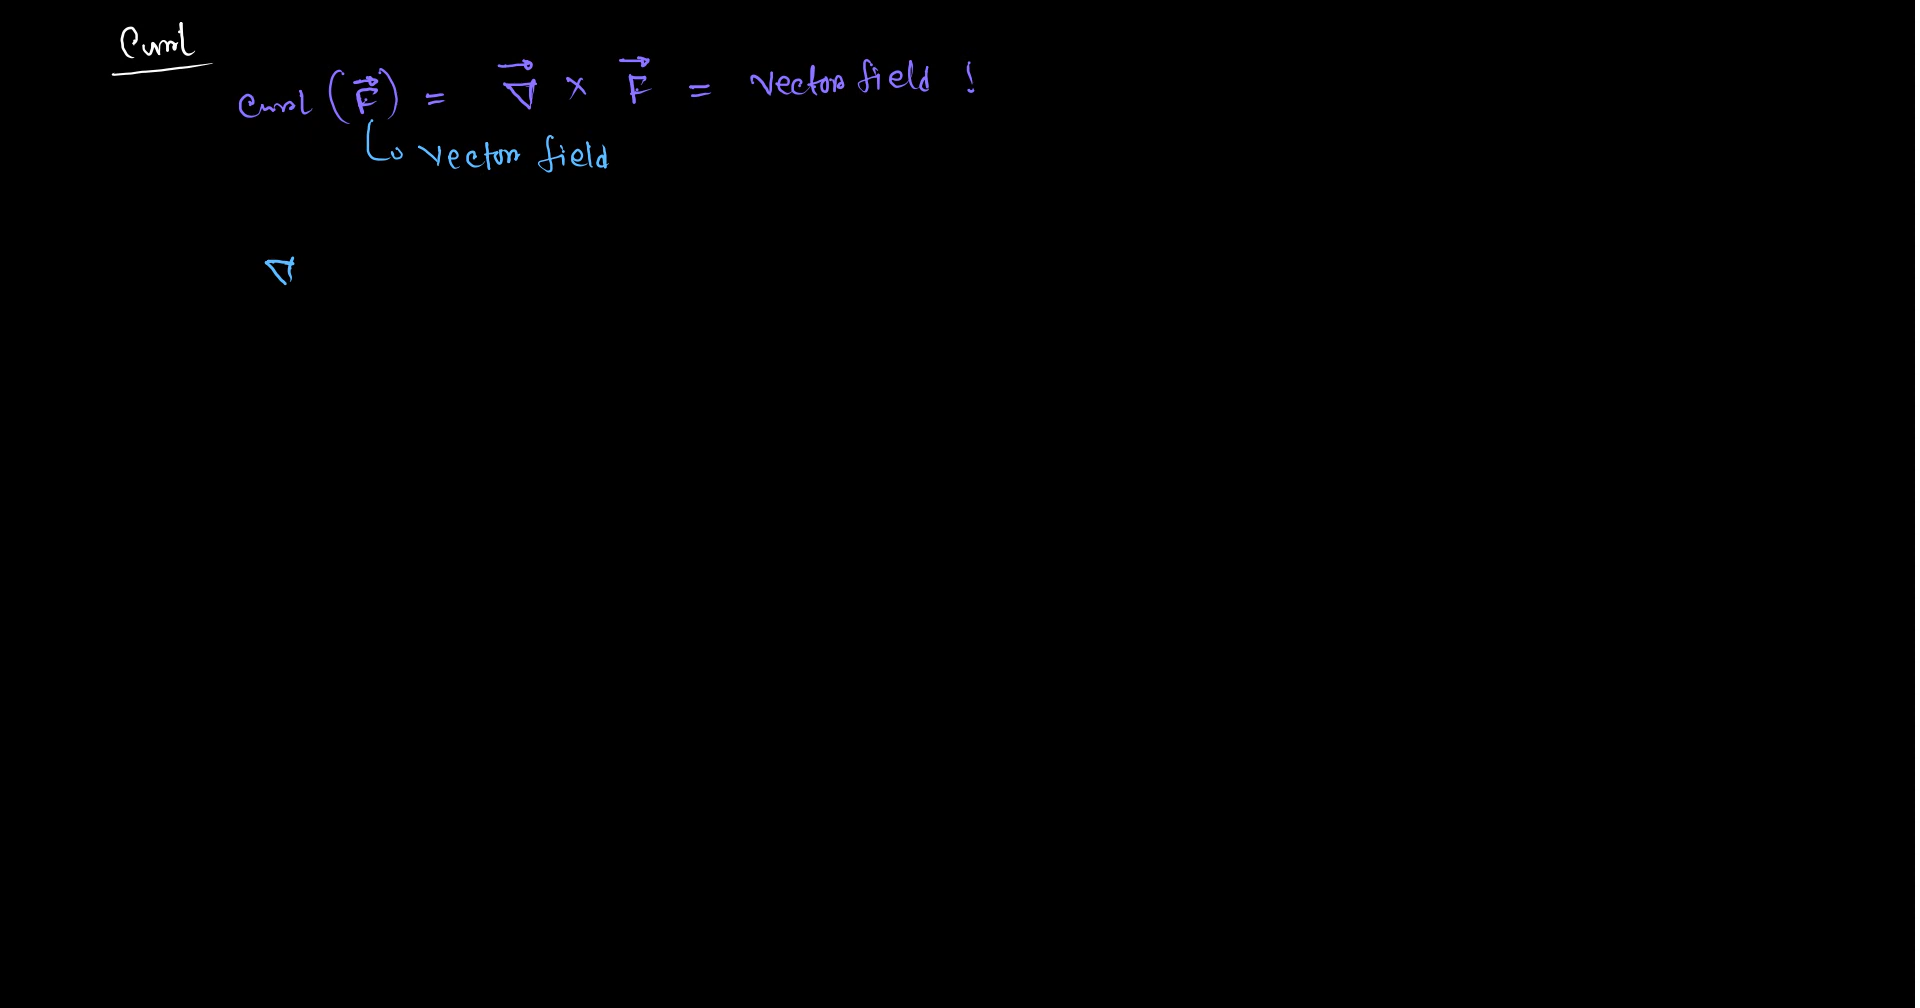 Curl
curl (F⃗) = ∇⃗ × F⃗ = vector field !
↳ vector field
∇